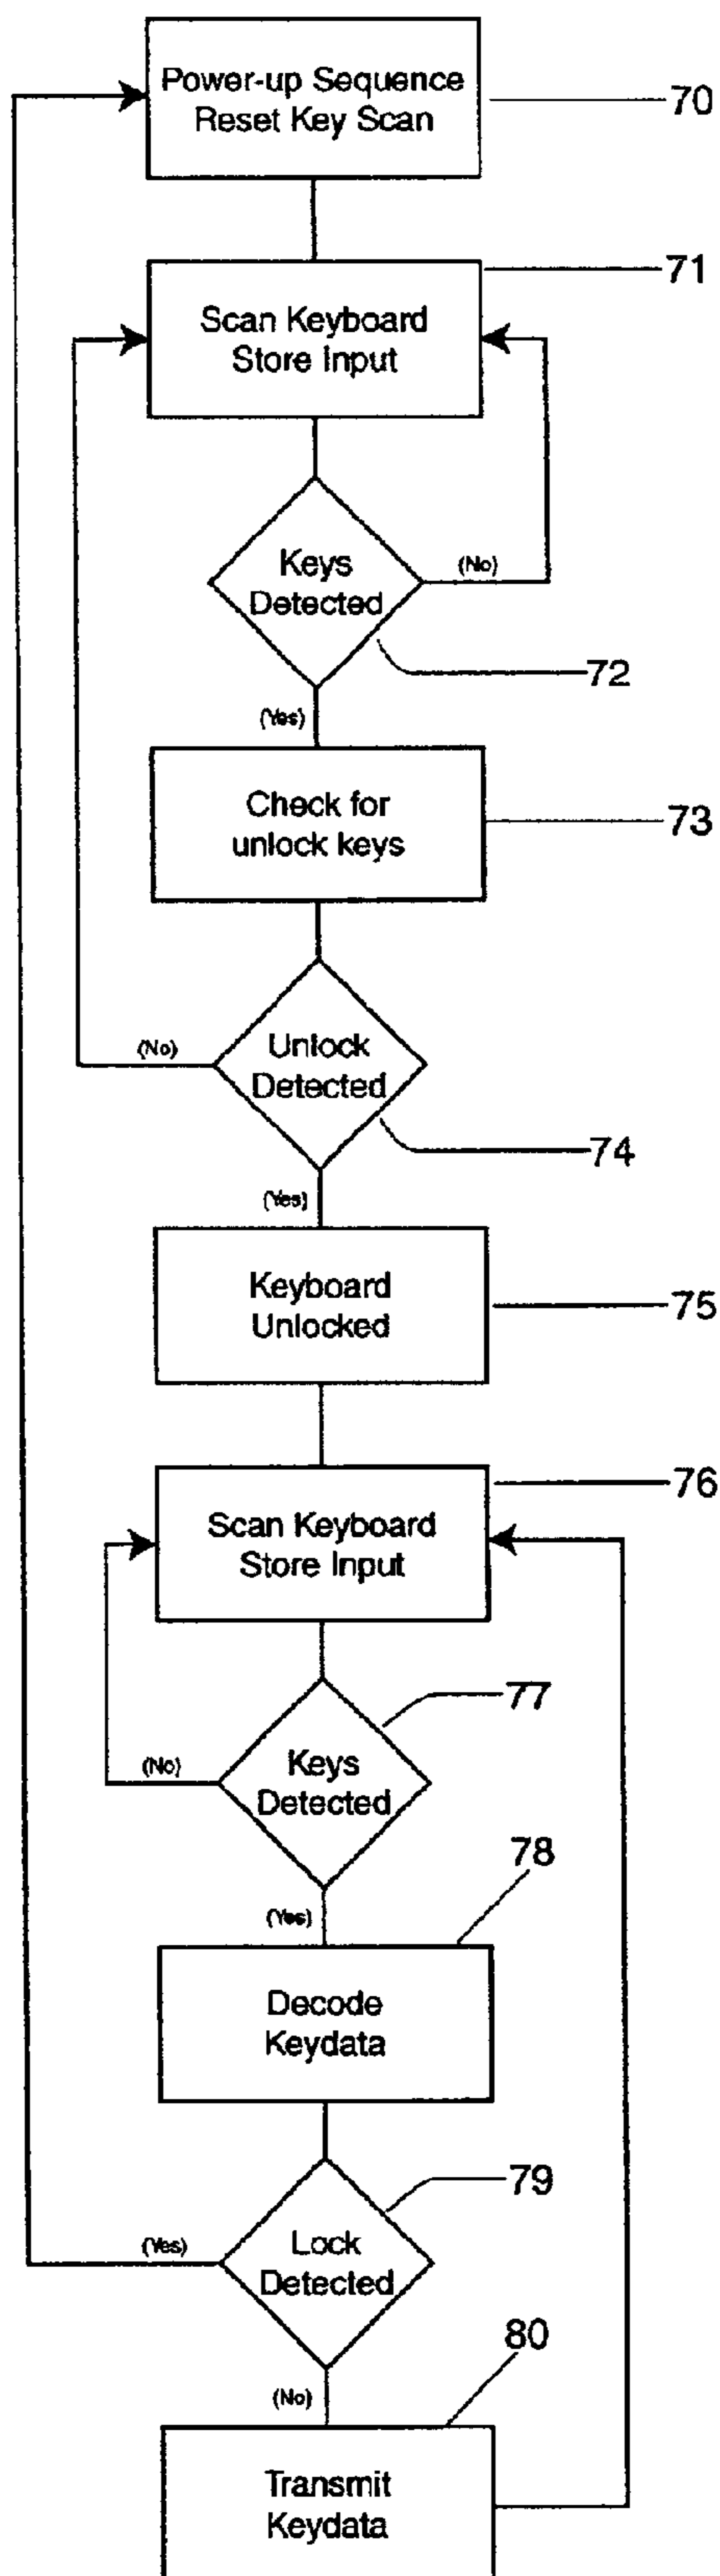 Power-up Sequence
Reset Key Scan
70
71
Scan Keyboard
Store Input
Keys
Detected
(No)
72
(Yes)
Check for
unlock keys
73
(No)
Unlock
Detected
74
(Yes)
Keyboard
Unlocked
75
76
Scan Keyboard
Store Input
77
Keys
Detected
(No)
78
(Yes)
Decode
Keydata
79
(Yes)
Lock
Detected
80
(No)
Transmit
Keydata